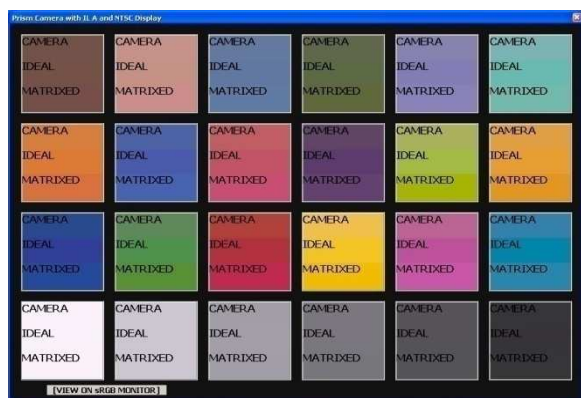 Prism Camera with ILA and NTSC Display
CAMERA CAMERA CAMERA CAMERA CAMERA CAMERA
IDEAL IDEAL IDEAL IDEAL IDEAL IDEAL
MATRIXED MATRIXED MATRIXED MATRIXED MATRIXED MATRIXED
CAMERA CAMERA CAMERA CAMERA CAMERA CAMERA
IDEAL IDEAL IDEAL IDEAL IDEAL IDEAL
MATRIXED MATRIXED MATRIXED MATRIXED MATRIXED MATRIXED
CAMERA CAMERA CAMERA CAMERA CAMERA CAMERA
IDEAL IDEAL IDEAL IDEAL IDEAL IDEAL
MATRIXED MATRIXED MATRIXED MATRIXED MATRIXED MATRIXED
CAMERA CAMERA CAMERA CAMERA CAMERA CAMERA
IDEAL IDEAL IDEAL IDEAL IDEAL IDEAL
MATRIXED MATRIXED MATRIXED MATRIXED MATRIXED MATRIXED
[VIEW ON sRGB MONITOR]